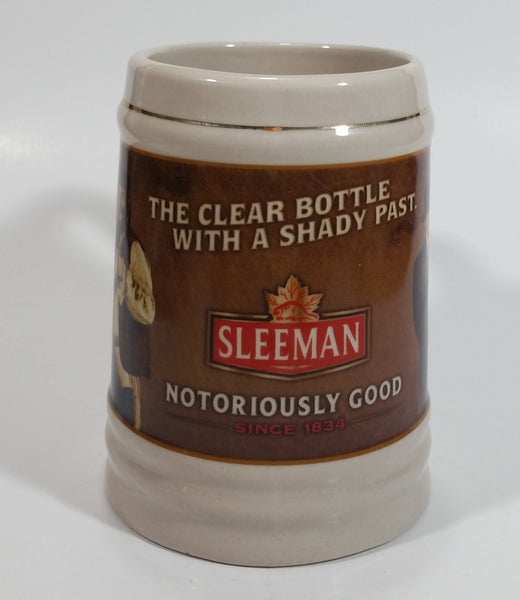 THE CLEAR BOTTLE
WITH A SHADY PAST.
SLEEMAN
NOTORIOUSLY GOOD
SINCE 1834